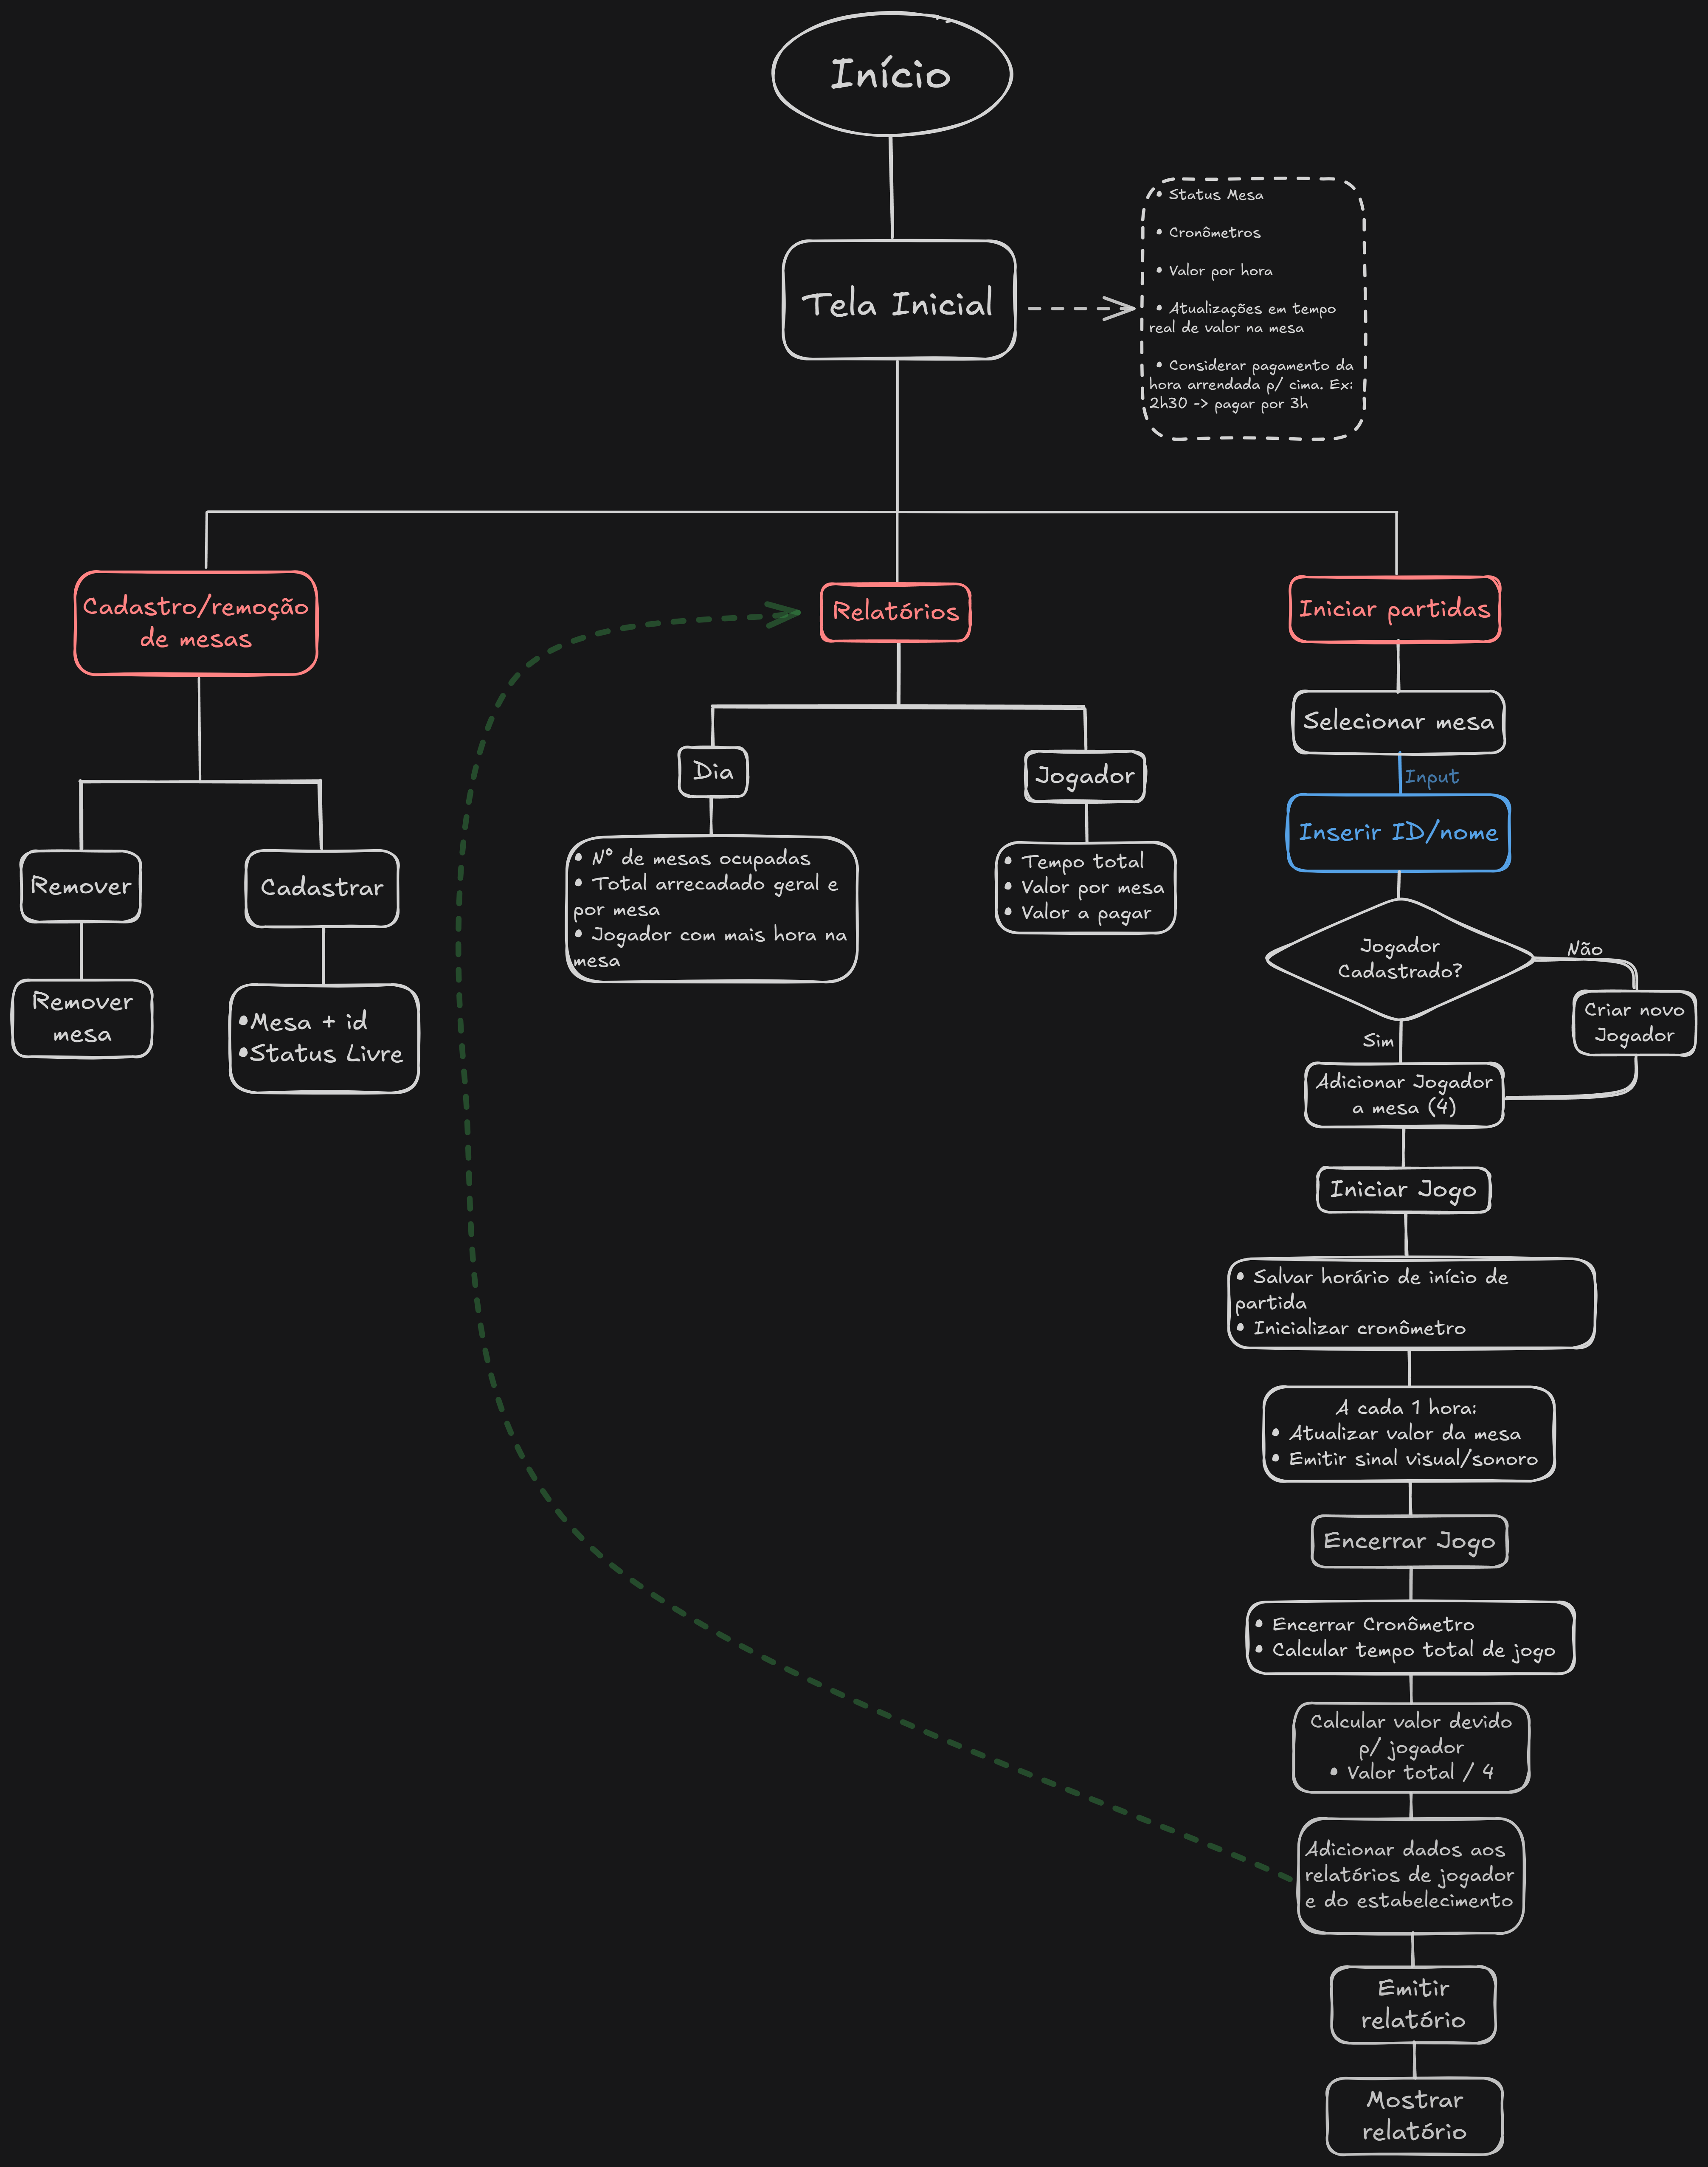 Início
Tela Inicial
• Status Mesa
• Cronômetros
• Valor por hora
• Atualizações em tempo
real de valor na mesa
• Considerar pagamento da
hora arrendada p/ cima. Ex:
2h30 -> pagar por 3h
Cadastro/remoção
de mesas
Remover
Remover
mesa
Cadastrar
•Mesa + id
•Status Livre
Relatórios
Dia
• Nº de mesas ocupadas
• Total arrecadado geral e
por mesa
• Jogador com mais hora na
mesa
Jogador
• Tempo total
• Valor por mesa
• Valor a pagar
Iniciar partidas
Selecionar mesa
Input
Inserir ID/nome
Jogador
Cadastrado?
Não
Criar novo
Jogador
Sim
Adicionar Jogador
a mesa (4)
Iniciar Jogo
• Salvar horário de início de
partida
• Inicializar cronômetro
A cada 1 hora:
• Atualizar valor da mesa
• Emitir sinal visual/sonoro
Encerrar Jogo
• Encerrar Cronômetro
• Calcular tempo total de jogo
Calcular valor devido
p/ jogador
• Valor total / 4
Adicionar dados aos
relatórios de jogador
e do estabelecimento
Emitir
relatório
Mostrar
relatório